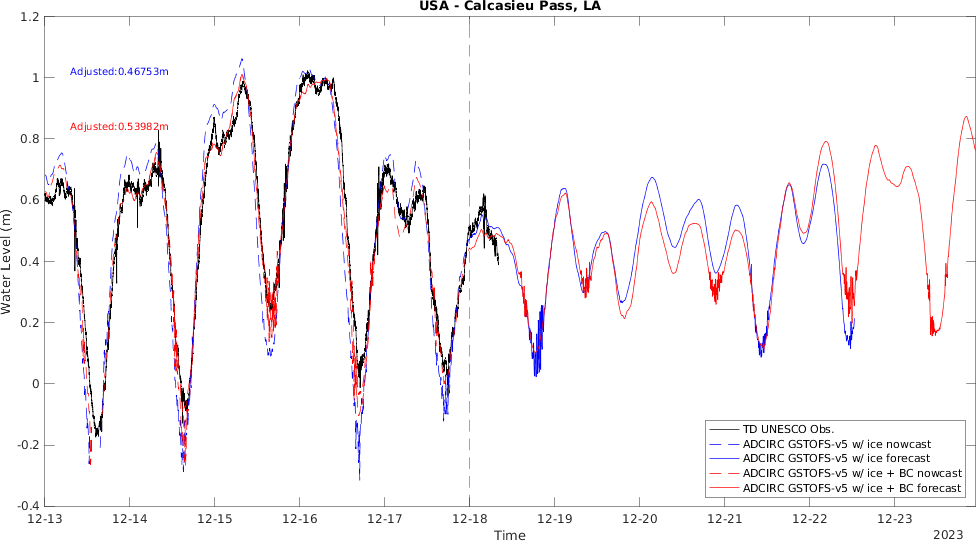 USA - Calcasieu Pass, LA
1.2
1
0.8
0.6
0.4
0.2
0
-0.2
-0.4
Water Level (m)
Adjusted:0.46753m
Adjusted:0.53982m
TD UNESCO Obs.
ADCIRC GSTOFS-v5 w/ ice nowcast
ADCIRC GSTOFS-v5 w/ ice forecast
ADCIRC GSTOFS-v5 w/ ice + BC nowcast
ADCIRC GSTOFS-v5 w/ ice + BC forecast
12-13 12-14 12-15 12-16 12-17 12-18 12-19 12-20 12-21 12-22 12-23
Time
2023